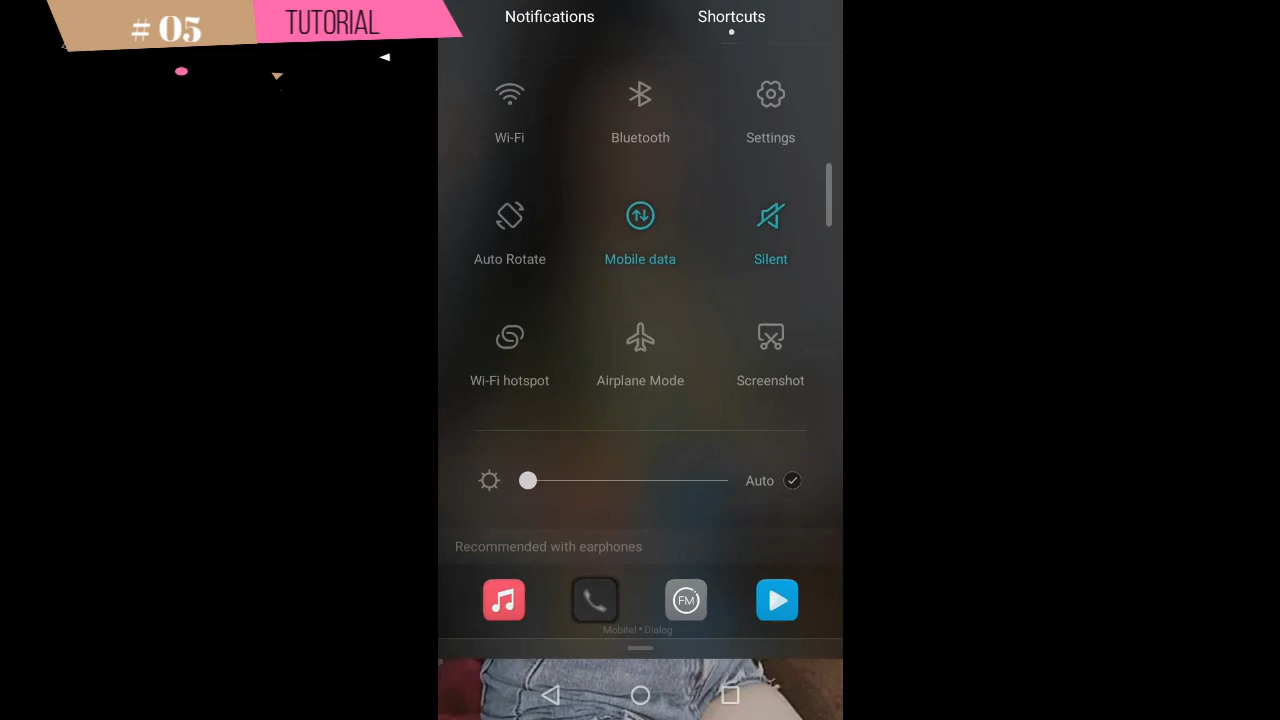 # 05 TUTORIAL
Notifications Shortcuts
Wi-Fi Bluetooth Settings
Auto Rotate Mobile data Silent
Wi-Fi hotspot Airplane Mode Screenshot
Auto
Recommended with earphones
FM
Mobitel • Dialog